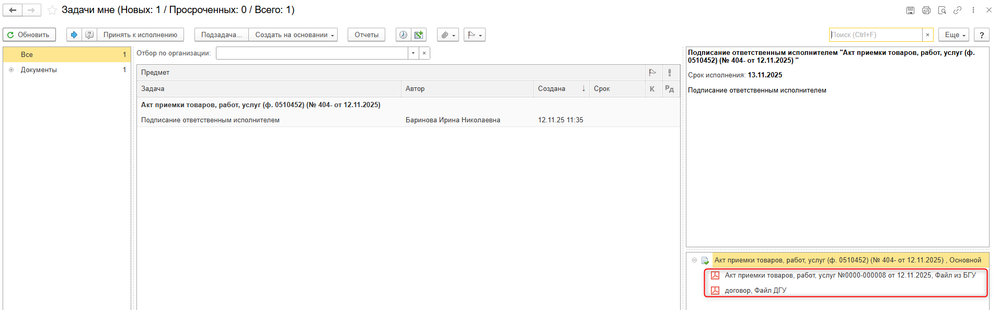 Задачи мне (Новых: 1 / Просроченных: 0 / Всего: 1)
Обновить
Принять к исполнению
Подзадача...
Создать на основании
Отчеты
Поиск (Ctrl+F)
×
Еще
?
Все 1
Документы 1
Отбор по организации:
×
Предмет
Задача Автор Создана ↓ Срок К Рд
Акт приемки товаров, работ, услуг (ф. 0510452) (№ 404- от 12.11.2025)
Подписание ответственным исполнителем Баринова Ирина Николаевна 12.11.25 11:35
Подписание ответственным исполнителем "Акт приемки товаров, работ, услуг (ф.
0510452) (№ 404- от 12.11.2025) "
Срок исполнения: 13.11.2025
Подписание ответственным исполнителем
Акт приемки товаров, работ, услуг (ф. 0510452) (№ 404- от 12.11.2025) , Основной
Акт приемки товаров, работ, услуг №0000-000008 от 12.11.2025, Файл из БГУ
договор, Файл ДГУ